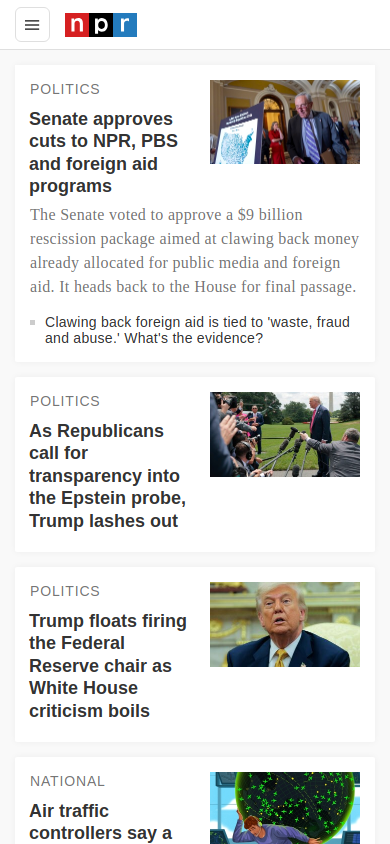 npr
POLITICS
Senate approves
cuts to NPR, PBS
and foreign aid
programs
The Senate voted to approve a $9 billion
rescission package aimed at clawing back money
already allocated for public media and foreign
aid. It heads back to the House for final passage.
Clawing back foreign aid is tied to 'waste, fraud
and abuse.' What's the evidence?
POLITICS
As Republicans
call for
transparency into
the Epstein probe,
Trump lashes out
POLITICS
Trump floats firing
the Federal
Reserve chair as
White House
criticism boils
NATIONAL
Air traffic
controllers say a